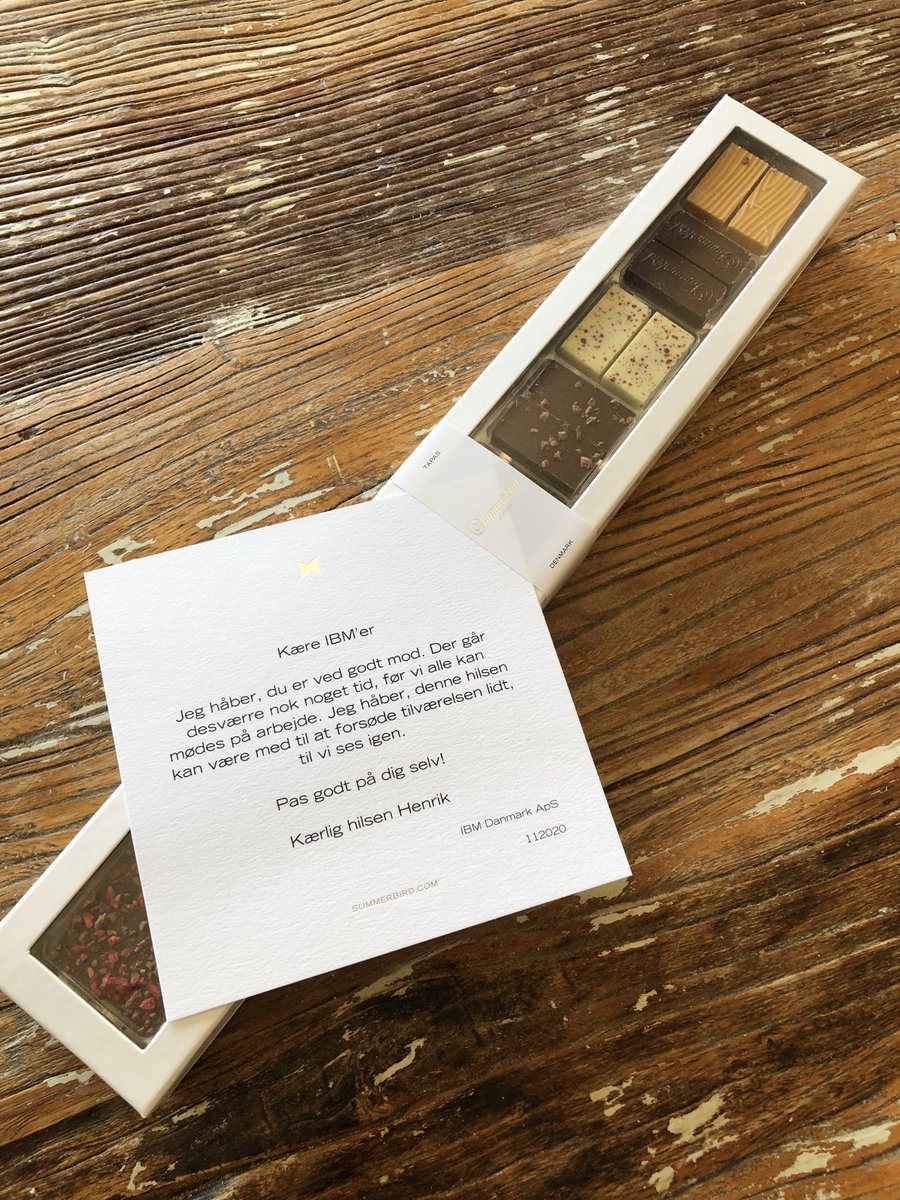 TAPAS
Summerbird
DENMARK
Kære IBM'er
Jeg håber, du er ved godt mod. Der går
desværre nok noget tid, før vi alle kan
mødes på arbejde. Jeg håber, denne hilsen
kan være med til at forsøde tilværelsen lidt,
til vi ses igen.
Pas godt på dig selv!
Kærlig hilsen Henrik
IBM Danmark ApS
112020
SUMMERBIRD.COM